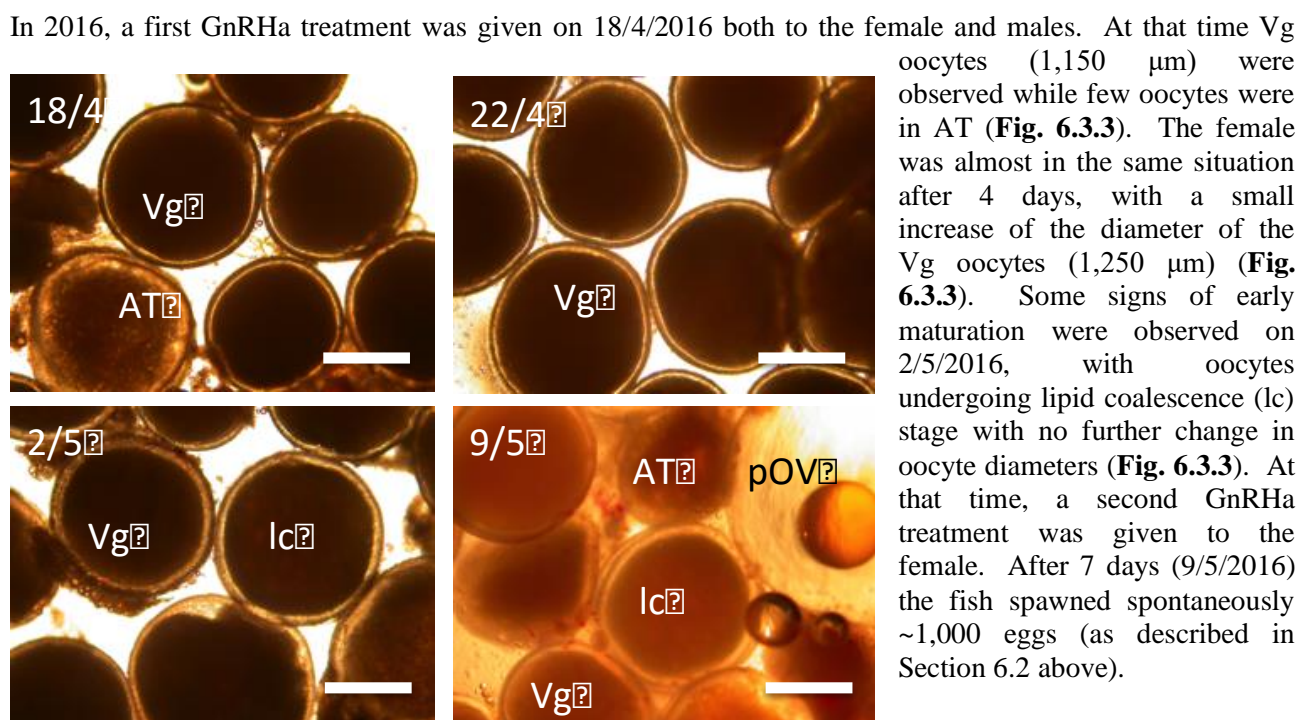 In 2016, a first GnRHa treatment was given on 18/4/2016 both to the female and males. At that time Vg
oocytes (1,150 μm) were
observed while few oocytes were
in AT (Fig. 6.3.3). The female
was almost in the same situation
after 4 days, with a small
increase of the diameter of the
Vg oocytes (1,250 μm) (Fig.
6.3.3). Some signs of early
maturation were observed on
2/5/2016, with oocytes
undergoing lipid coalescence (lc)
stage with no further change in
oocyte diameters (Fig. 6.3.3). At
that time, a second GnRHa
treatment was given to the
female. After 7 days (9/5/2016)
the fish spawned spontaneously
~1,000 eggs (as described in
Section 6.2 above).
18/4
Vg⍰
AT⍰
22/4⍰
Vg⍰
2/5⍰
Vg⍰
lc⍰
9/5⍰
AT⍰
pOV⍰
lc⍰
Vg⍰